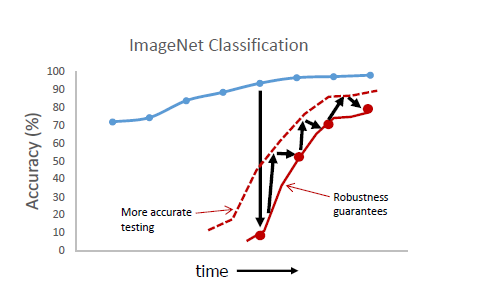 ImageNet Classification
Accuracy (%)
100
90
80
70
60
50
40
30
20
10
0
More accurate
testing
Robustness
guarantees
time